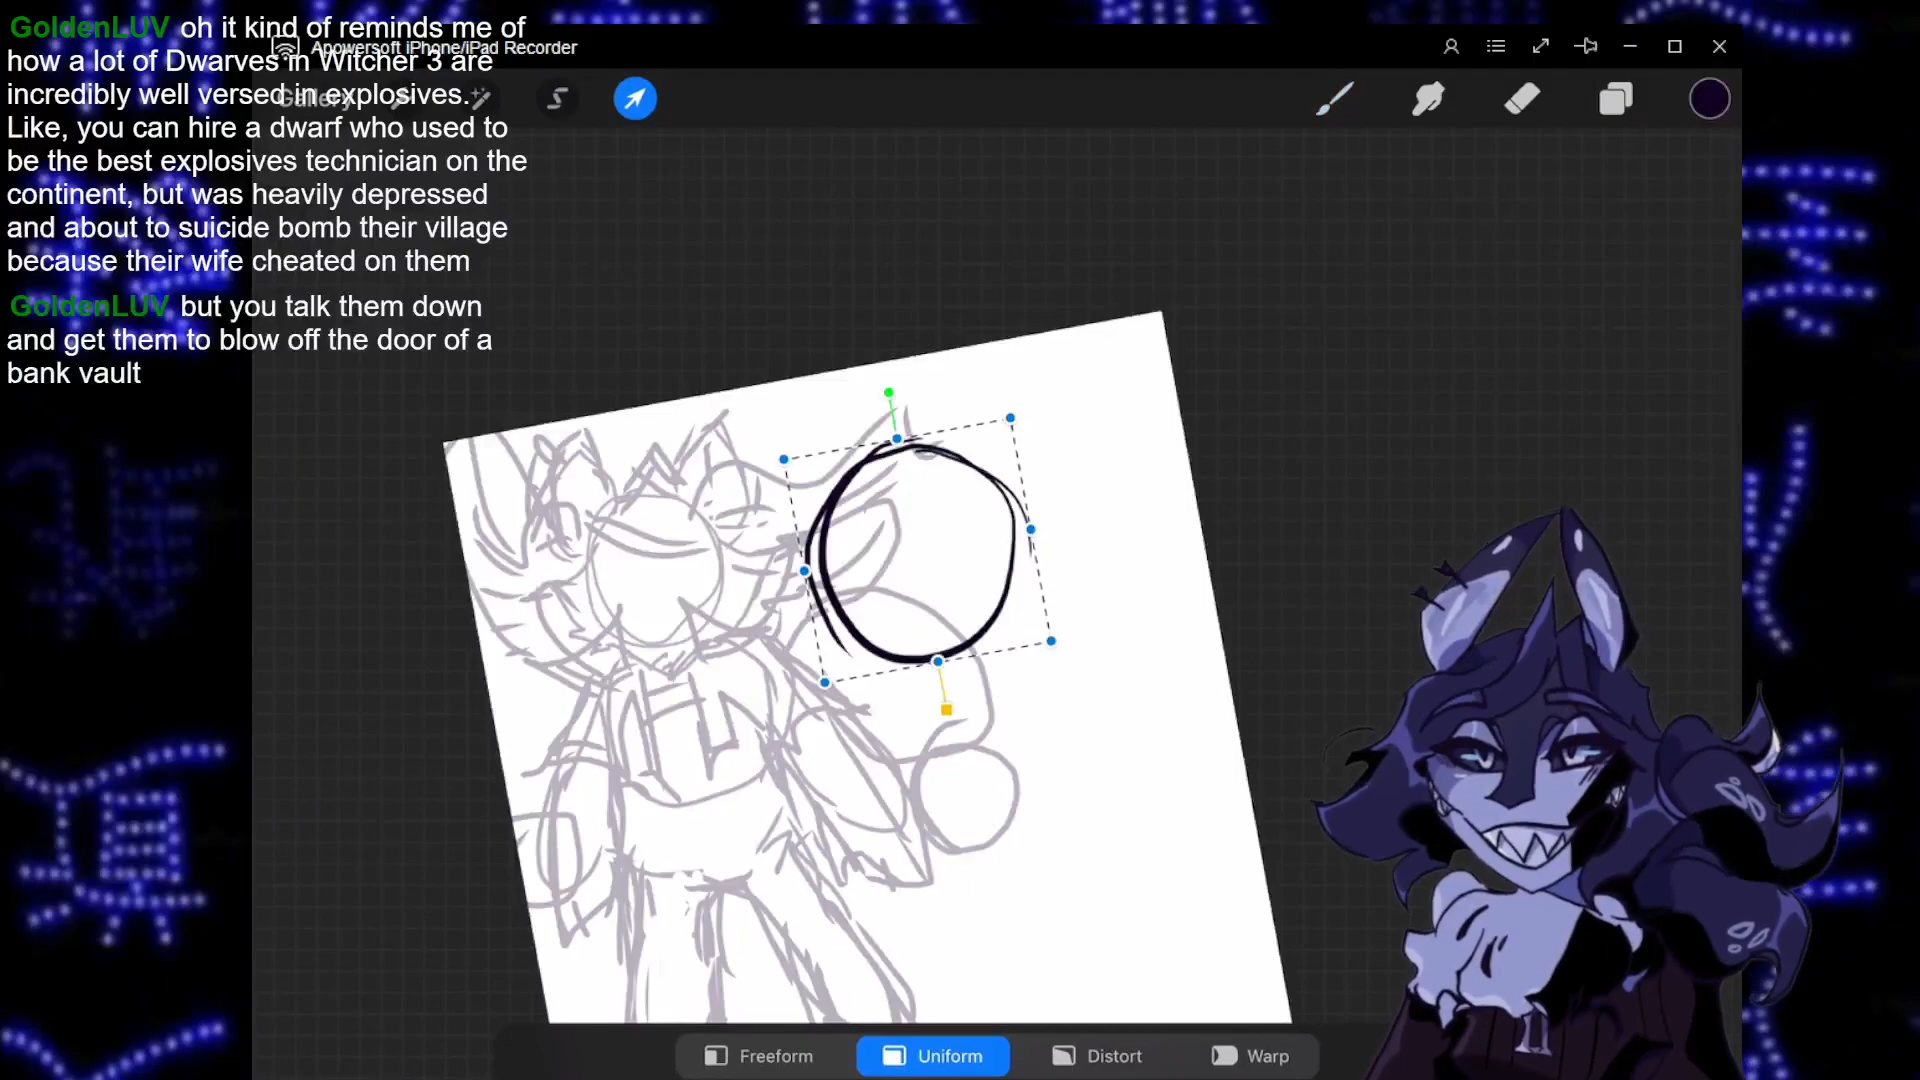 GoldenLUV oh it kind of reminds me of
Apowersoft iPhone/iPad Recorder
how a lot of Dwarves in Witcher 3 are
incredibly well versed in explosives.
Gallery
Like, you can hire a dwarf who used to
be the best explosives technician on the
continent, but was heavily depressed
and about to suicide bomb their village
because their wife cheated on them
GoldenLUV but you talk them down
and get them to blow off the door of a
bank vault
Freeform Uniform Distort Warp